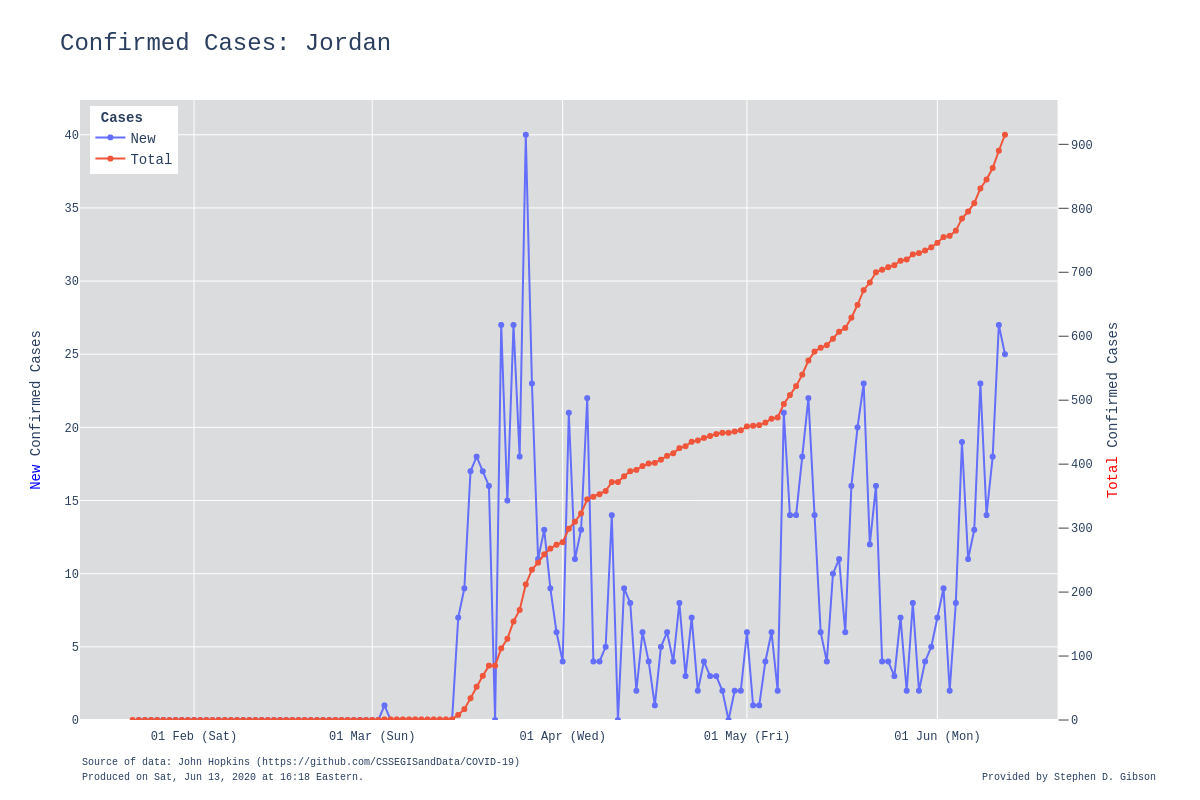 Confirmed Cases: Jordan
Cases
New
Total
40
35
30
25
20
15
10
5
0
900
800
700
600
500
400
300
200
100
0
New Confirmed Cases
Total Confirmed Cases
01 Feb (Sat)
01 Mar (Sun)
01 Apr (Wed)
01 May (Fri)
01 Jun (Mon)
Source of data: John Hopkins (https://github.com/CSSEGISandData/COVID-19)
Produced on Sat, Jun 13, 2020 at 16:18 Eastern.
Provided by Stephen D. Gibson